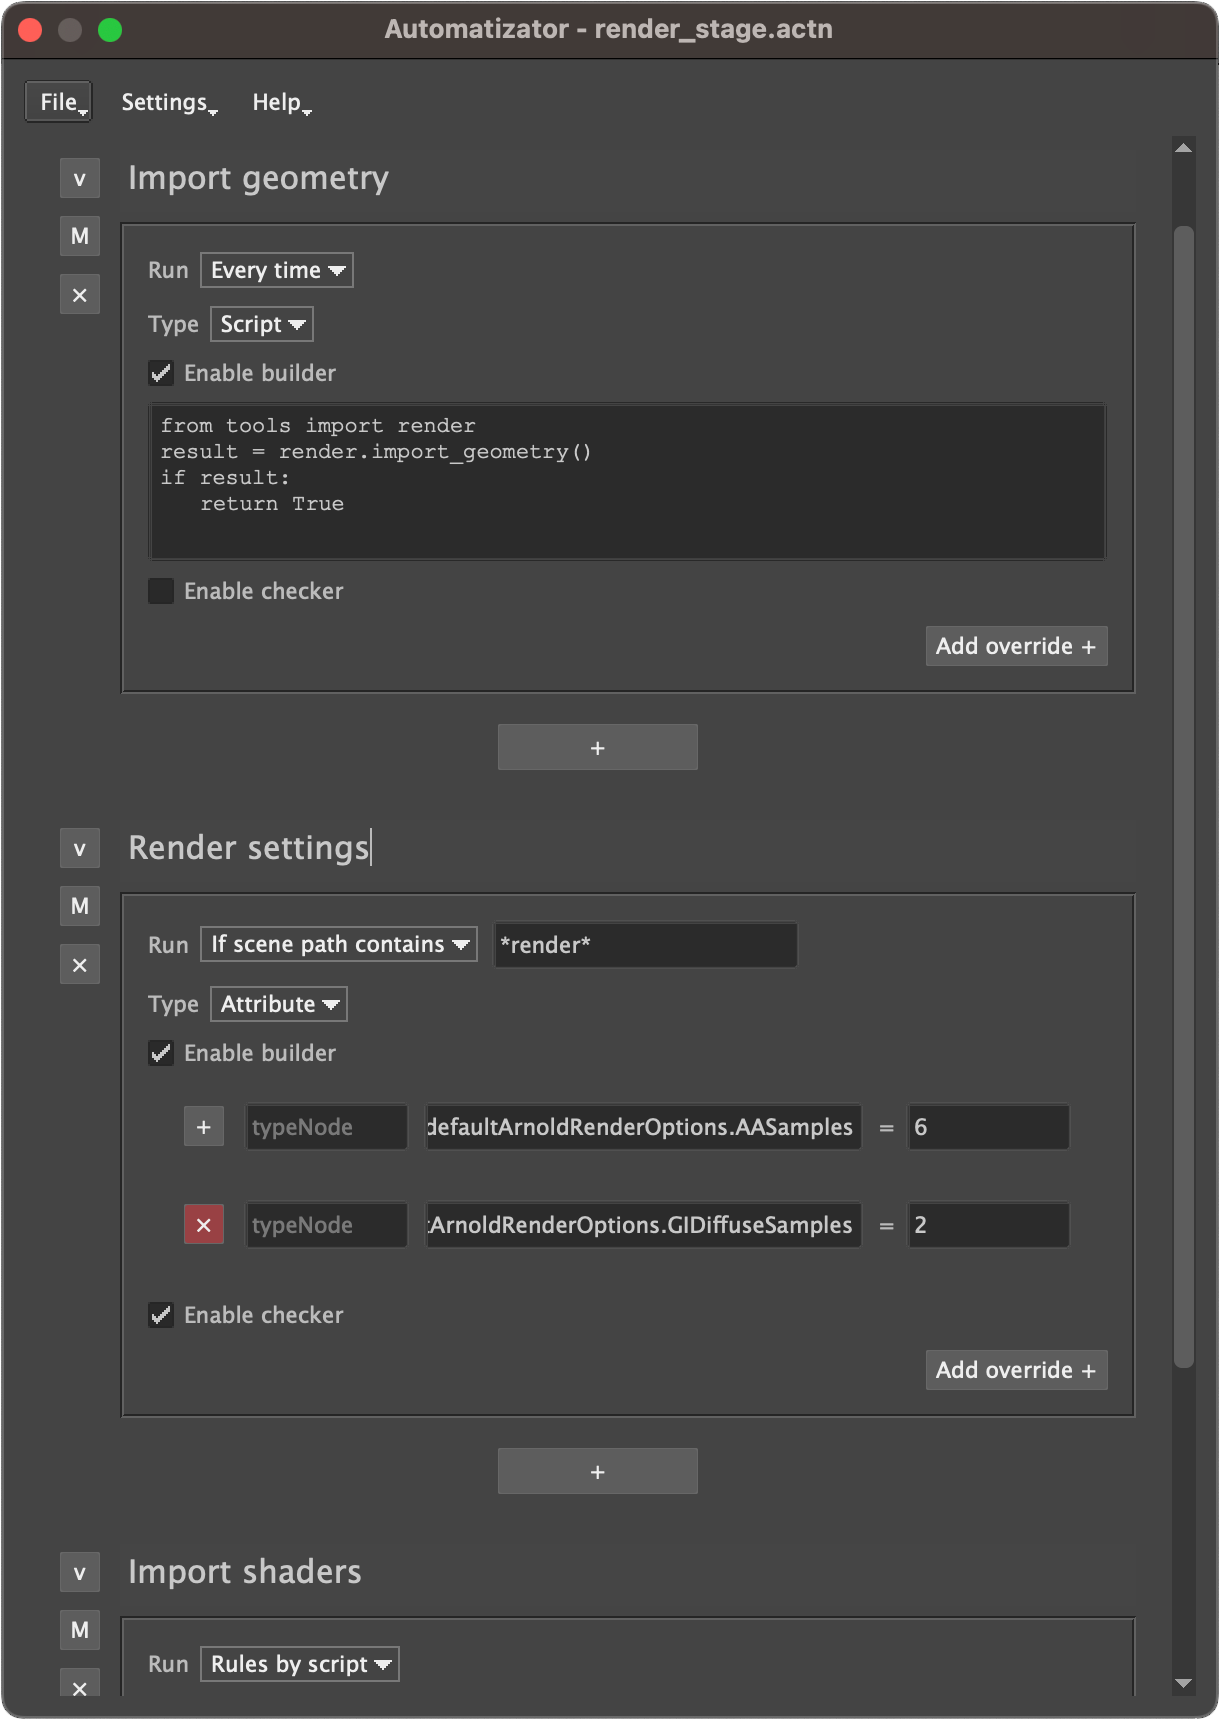 Automatizator - render_stage.actn
File Settings Help
v Import geometry
M
Run Every time
×
Type Script
Enable builder
from tools import render
result = render.import_geometry()
if result:
   return True
Enable checker
Add override +
+
v Render settings
M
Run If scene path contains *render*
×
Type Attribute
Enable builder
+ typeNode defaultArnoldRenderOptions.AASamples = 6
× typeNode ArnoldRenderOptions.GIDiffuseSamples = 2
Enable checker
Add override +
+
v Import shaders
M
Run Rules by script
×